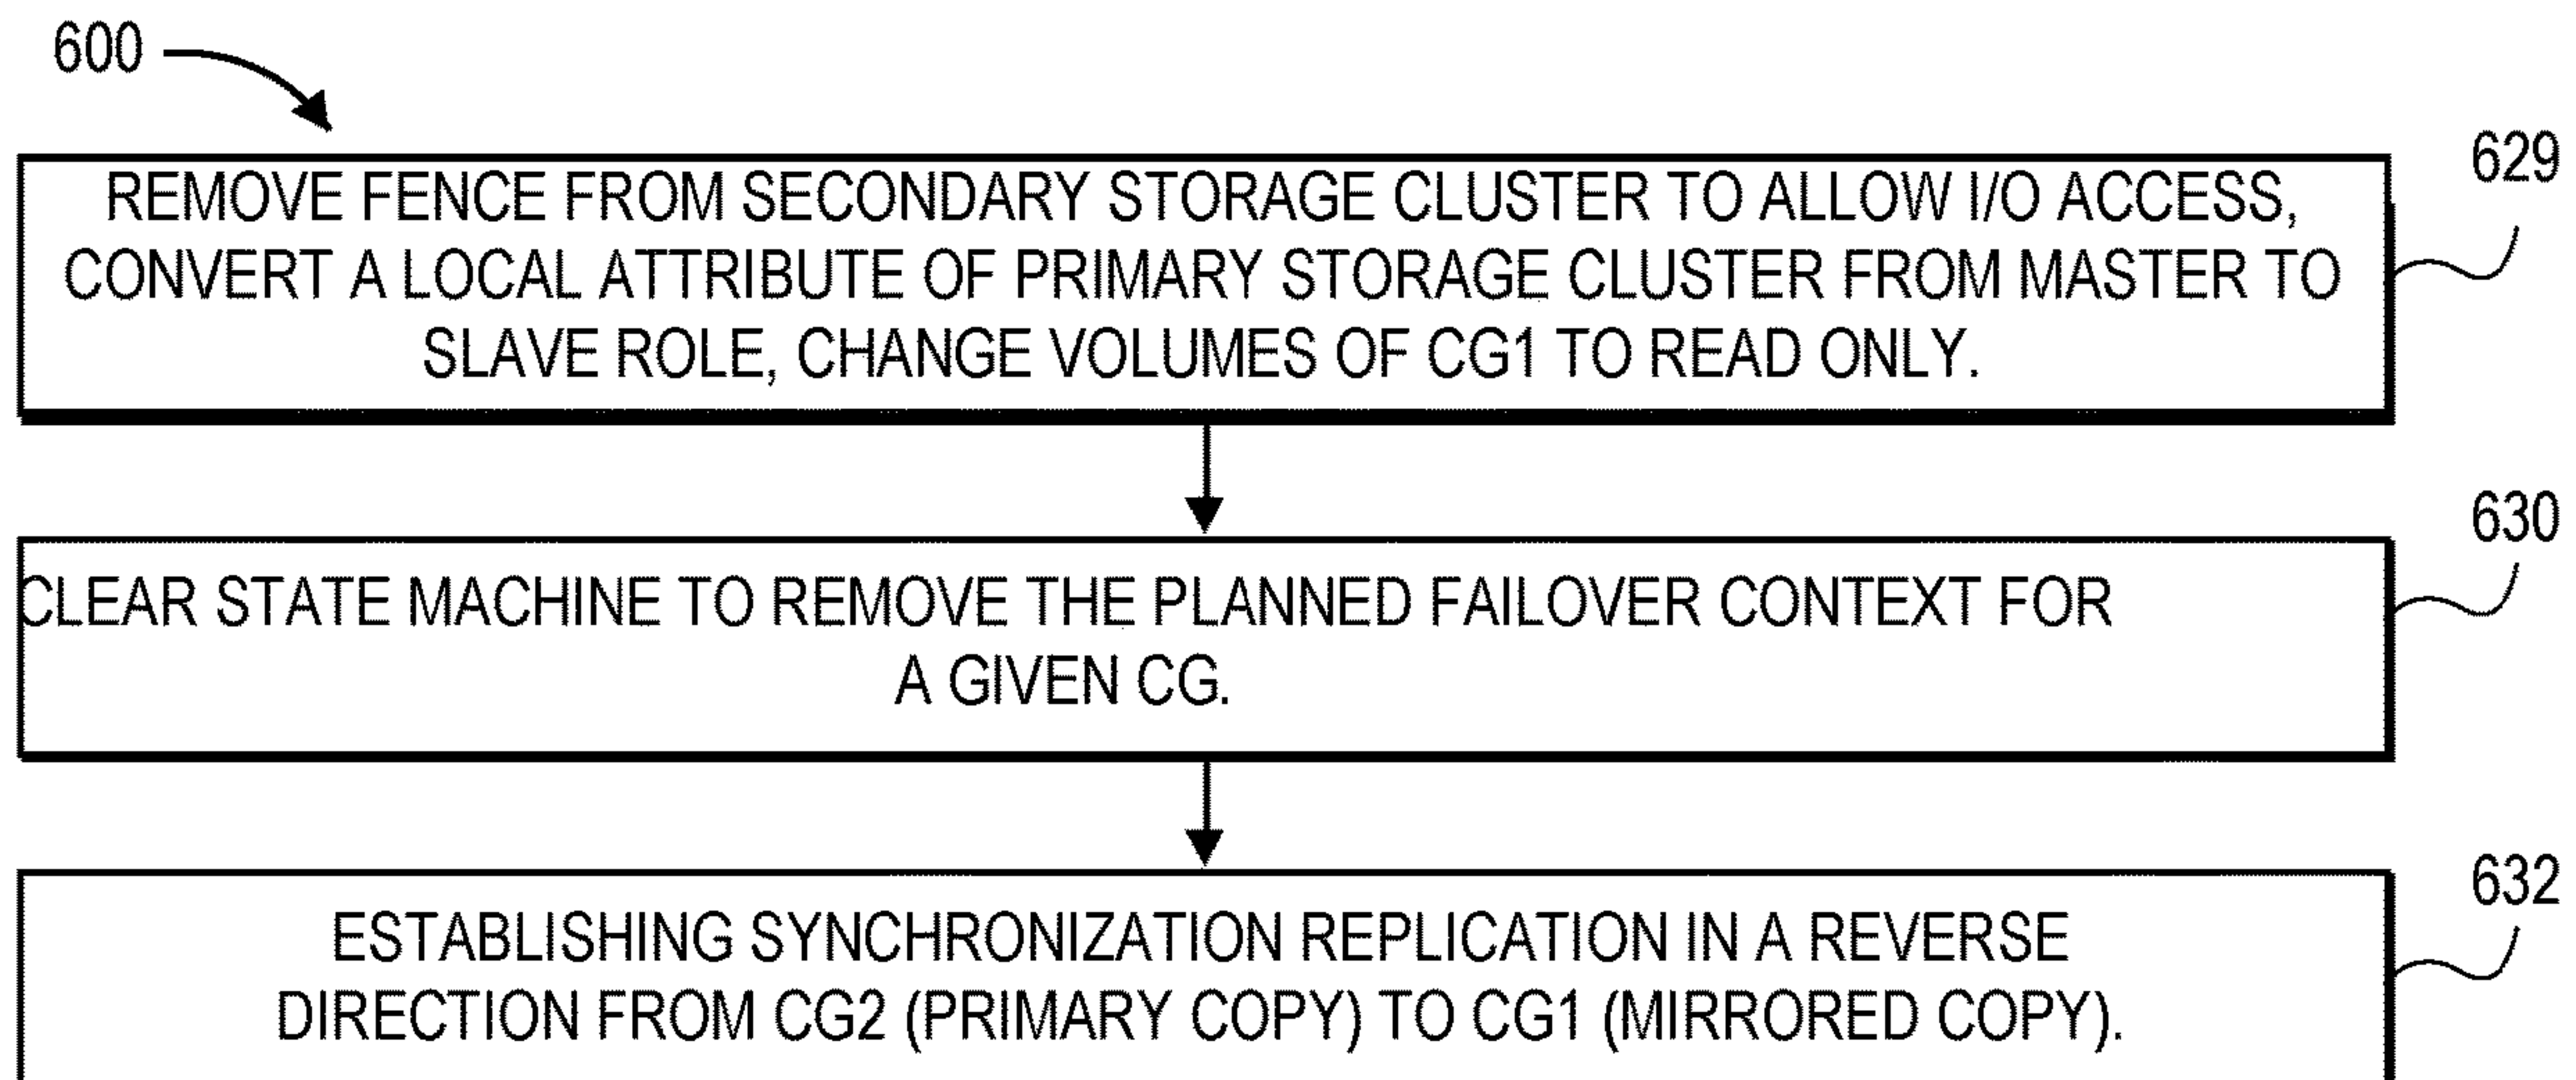 600
629
REMOVE FENCE FROM SECONDARY STORAGE CLUSTER TO ALLOW I/O ACCESS,
CONVERT A LOCAL ATTRIBUTE OF PRIMARY STORAGE CLUSTER FROM MASTER TO
SLAVE ROLE, CHANGE VOLUMES OF CG1 TO READ ONLY.
630
CLEAR STATE MACHINE TO REMOVE THE PLANNED FAILOVER CONTEXT FOR
A GIVEN CG.
632
ESTABLISHING SYNCHRONIZATION REPLICATION IN A REVERSE
DIRECTION FROM CG2 (PRIMARY COPY) TO CG1 (MIRRORED COPY).